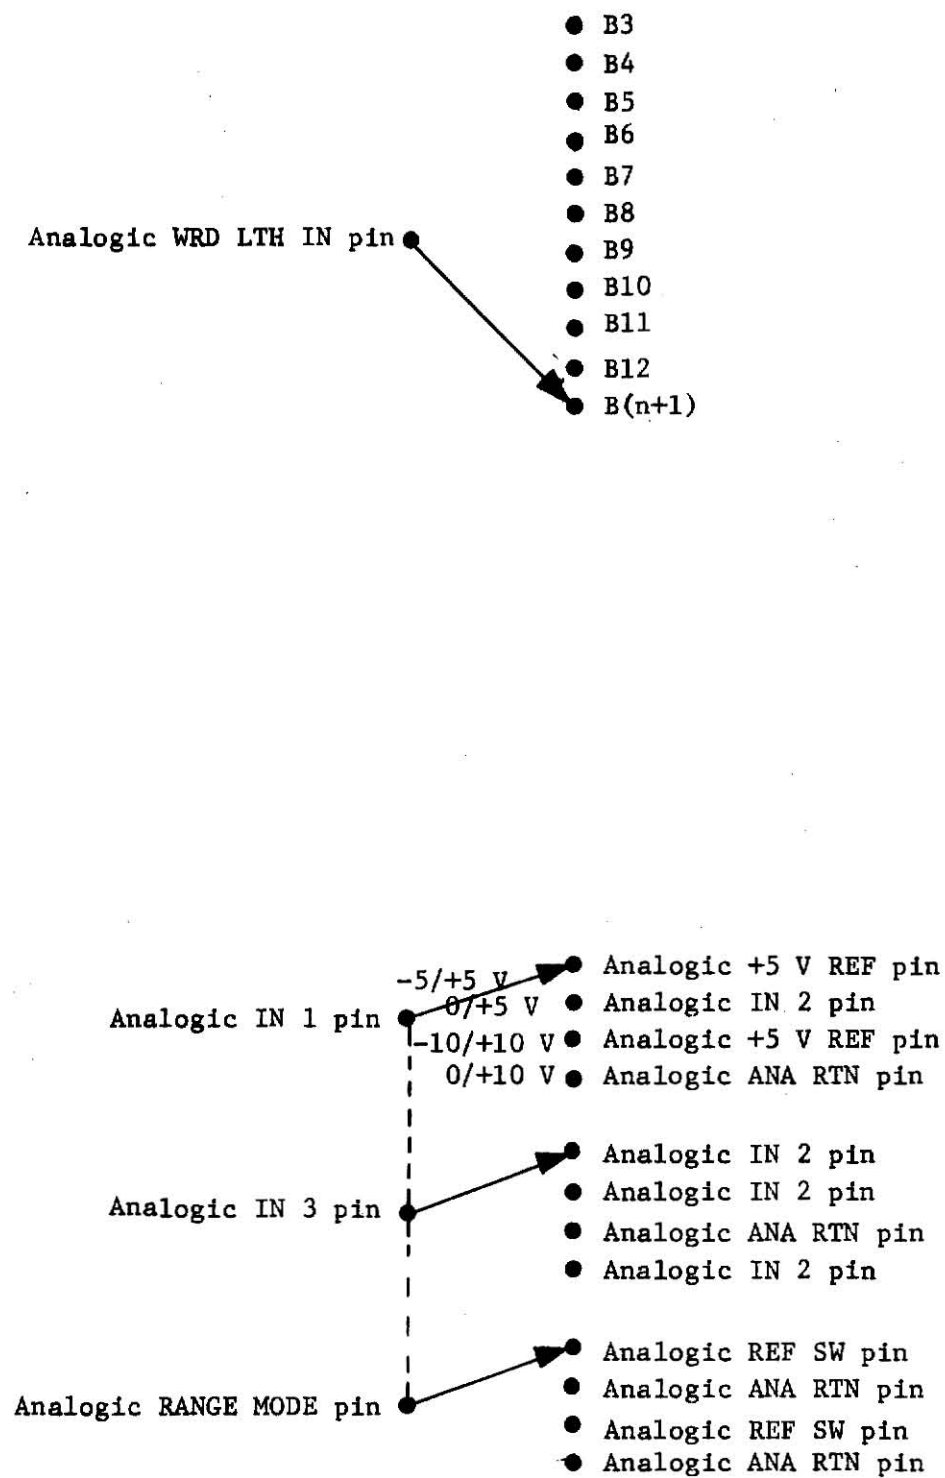 B3
B4
B5
B6
B7
B8
Analogic WRD LTH IN pin
B9
B10
B11
B12
B(n+1)
-5/+5 V
Analogic +5 V REF pin
0/+5 V
Analogic IN 2 pin
Analogic IN 1 pin
-10/+10 V
Analogic +5 V REF pin
0/+10 V
Analogic ANA RTN pin
Analogic IN 2 pin
Analogic IN 2 pin
Analogic IN 3 pin
Analogic ANA RTN pin
Analogic IN 2 pin
Analogic REF SW pin
Analogic ANA RTN pin
Analogic RANGE MODE pin
Analogic REF SW pin
Analogic ANA RTN pin